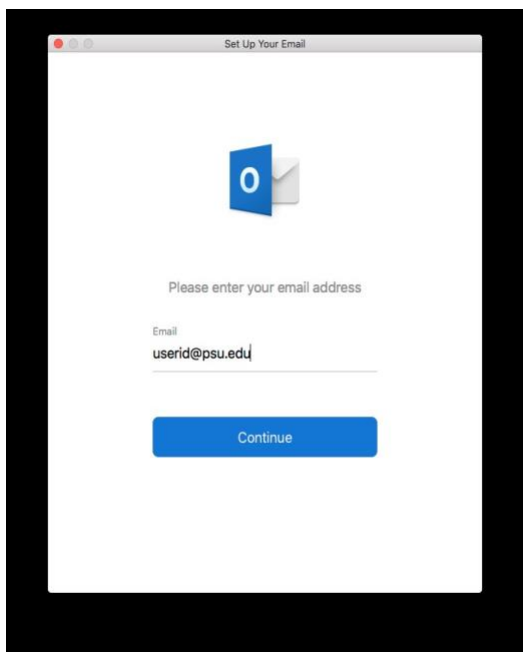 Set Up Your Email
O
Please enter your email address
Email
userid@psu.edu
Continue